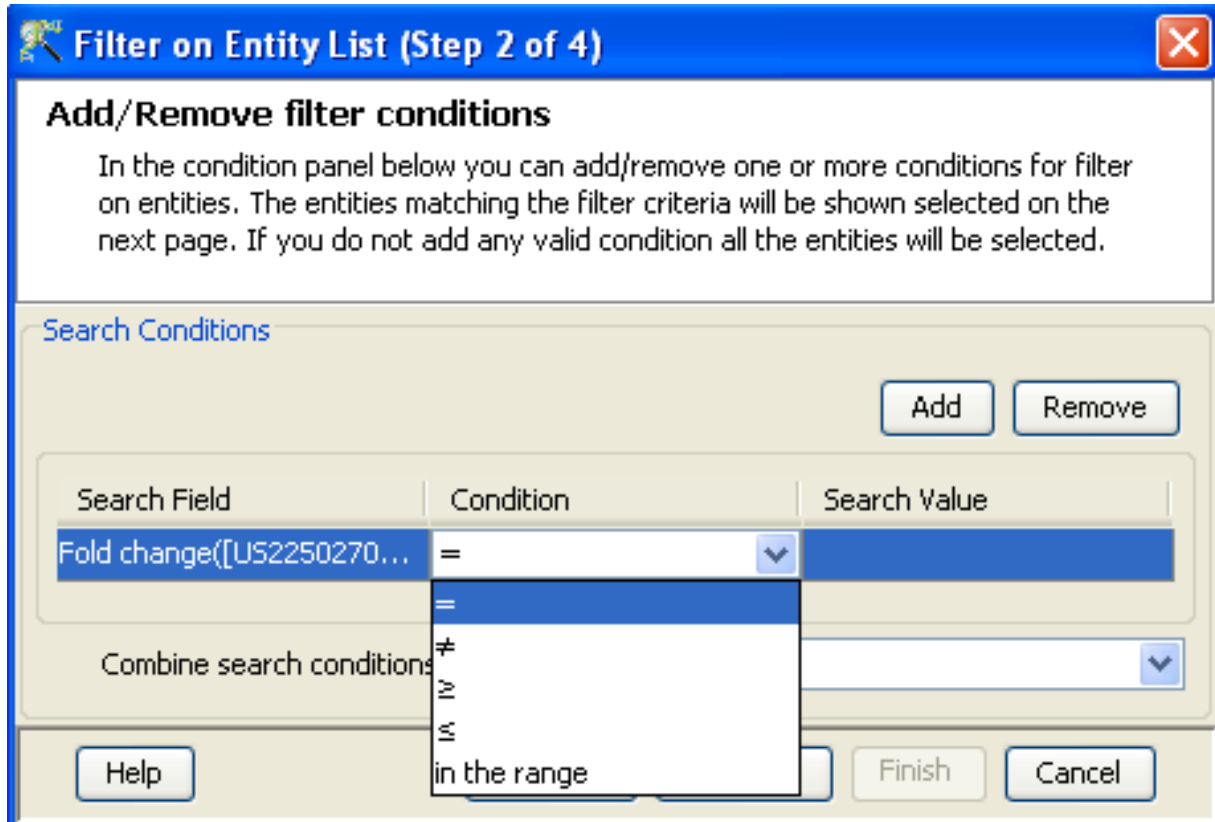 Filter on Entity List (Step 2 of 4)
Add/Remove filter conditions
In the condition panel below you can add/remove one or more conditions for filter
on entities. The entities matching the filter criteria will be shown selected on the
next page. If you do not add any valid condition all the entities will be selected.
Search Conditions
Add Remove
Search Field Condition Search Value
Fold change([US2250270... =
=
≠
Combine search conditions
≥
≤
in the range
Help Finish Cancel